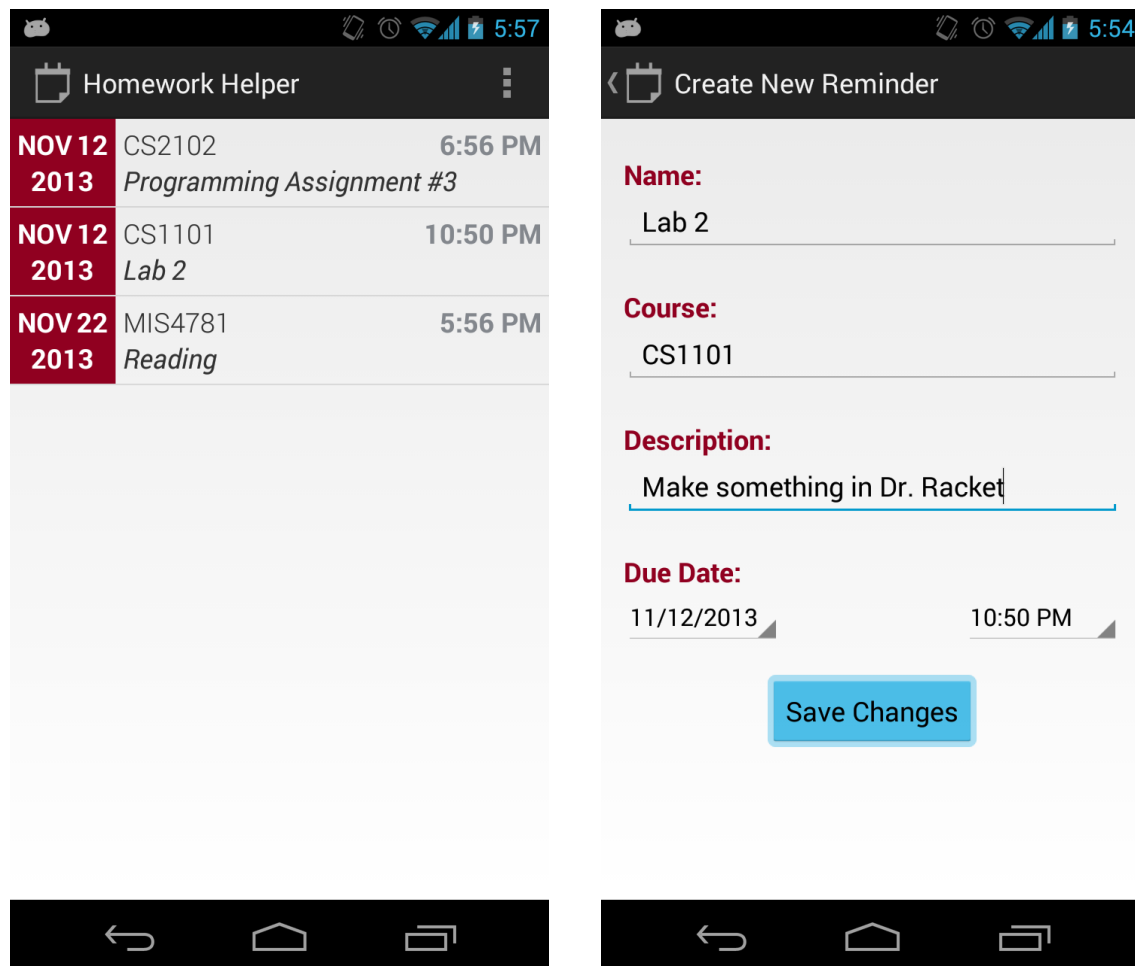 5:57
Homework Helper
NOV 12 CS2102 6:56 PM
2013 Programming Assignment #3
NOV 12 CS1101 10:50 PM
2013 Lab 2
NOV 22 MIS4781 5:56 PM
2013 Reading
5:54
Create New Reminder
Name:
Lab 2
Course:
CS1101
Description:
Make something in Dr. Racket
Due Date:
11/12/2013 10:50 PM
Save Changes